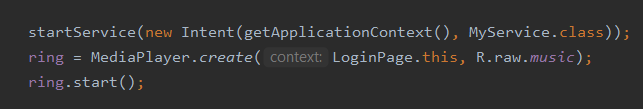 startService(new Intent(getApplicationContext(), MyService.class));
ring = MediaPlayer.create( context: LoginPage.this, R.raw.music);
ring.start();